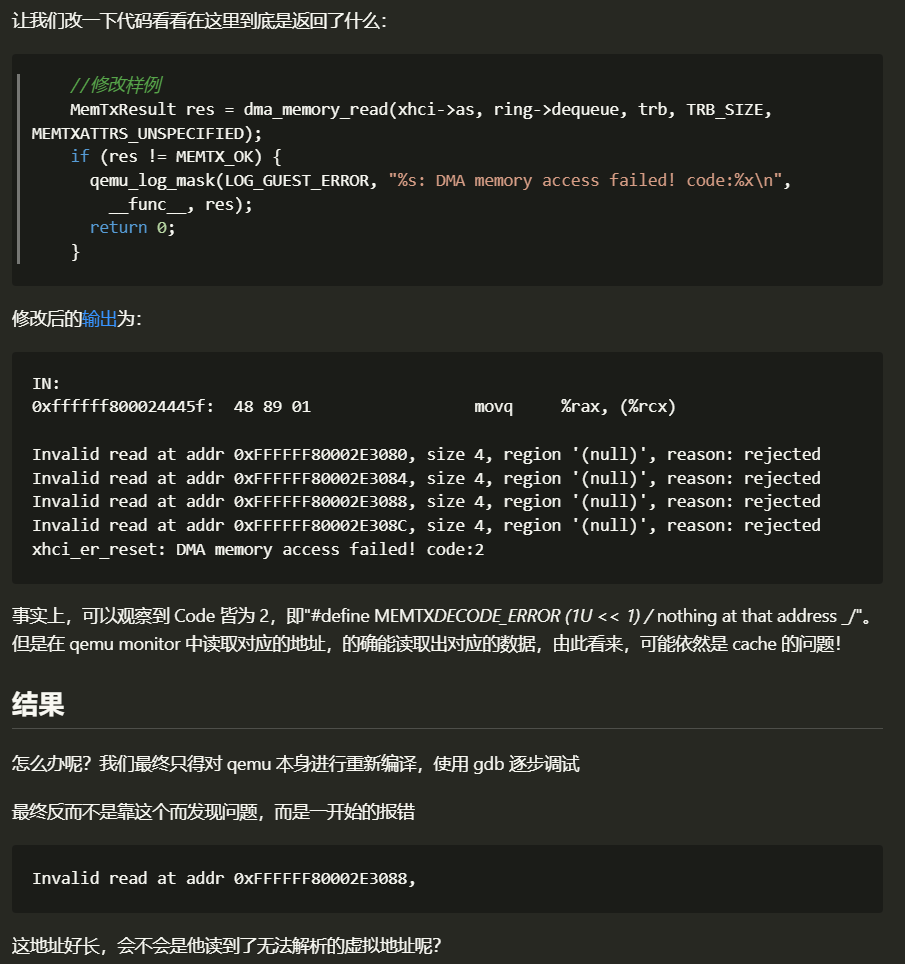 让我们改一下代码看看在这里到底是返回了什么：
//修改样例
MemTxResult res = dma_memory_read(xhci->as, ring->dequeue, trb, TRB_SIZE,
MEMTXATTRS_UNSPECIFIED);
if (res != MEMTX_OK) {
qemu_log_mask(LOG_GUEST_ERROR, "%s: DMA memory access failed! code:%x\n",
__func__, res);
return 0;
}
修改后的输出为：
IN:
0xffffff800024445f:  48 89 01                 movq     %rax, (%rcx)
Invalid read at addr 0xFFFFFF80002E3080, size 4, region '(null)', reason: rejected
Invalid read at addr 0xFFFFFF80002E3084, size 4, region '(null)', reason: rejected
Invalid read at addr 0xFFFFFF80002E3088, size 4, region '(null)', reason: rejected
Invalid read at addr 0xFFFFFF80002E308C, size 4, region '(null)', reason: rejected
xhci_er_reset: DMA memory access failed! code:2
事实上，可以观察到 Code 皆为 2，即"#define MEMTXDECODE_ERROR (1U << 1) / nothing at that address _/"。
但是在 qemu monitor 中读取对应的地址，的确能读取出对应的数据，由此看来，可能依然是 cache 的问题！
结果
怎么办呢？我们最终只得对 qemu 本身进行重新编译，使用 gdb 逐步调试
最终反而不是靠这个而发现问题，而是一开始的报错
Invalid read at addr 0xFFFFFF80002E3088,
这地址好长，会不会是他读到了无法解析的虚拟地址呢？